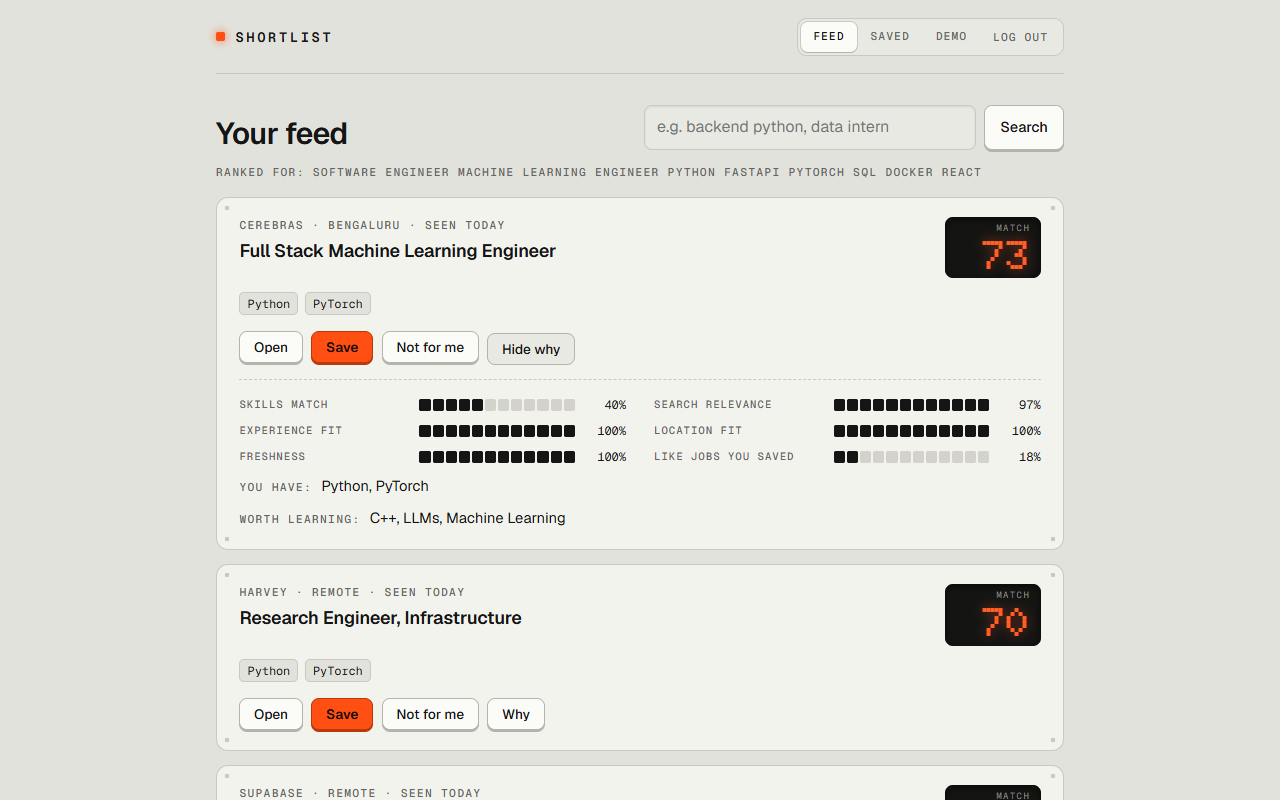 SHORTLIST
FEED SAVED DEMO LOG OUT
Your feed
e.g. backend python, data intern
Search
RANKED FOR: SOFTWARE ENGINEER MACHINE LEARNING ENGINEER PYTHON FASTAPI PYTORCH SQL DOCKER REACT
CEREBRAS · BENGALURU · SEEN TODAY
Full Stack Machine Learning Engineer
MATCH
73
Python PyTorch
Open Save Not for me Hide why
SKILLS MATCH 40% SEARCH RELEVANCE 97%
EXPERIENCE FIT 100% LOCATION FIT 100%
FRESHNESS 100% LIKE JOBS YOU SAVED 18%
YOU HAVE: Python, PyTorch
WORTH LEARNING: C++, LLMs, Machine Learning
HARVEY · REMOTE · SEEN TODAY
Research Engineer, Infrastructure
MATCH
70
Python PyTorch
Open Save Not for me Why
SUPABASE · REMOTE · SEEN TODAY
MATCH